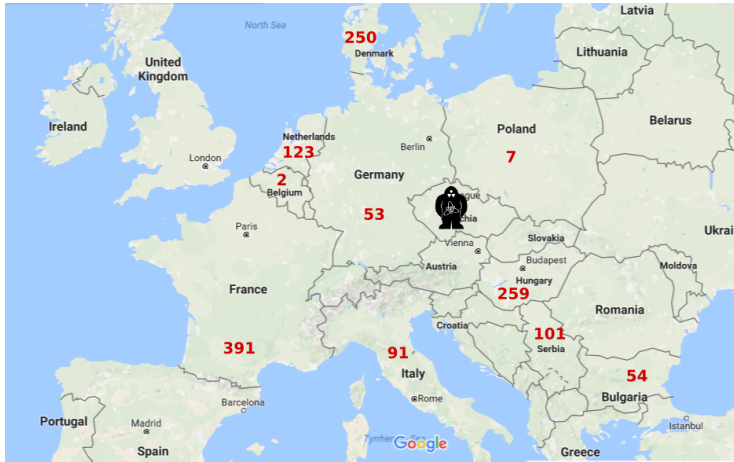 Latvia
North Sea
250
Denmark
Lithuania
United
Kingdom
Ireland
Netherlands
123
Berlin
Poland
7
Belarus
London
2
Belgium
Germany
53
Paris
Vienna
Slovakia
Austria
Budapest
Hungary
259
Moldova
France
Romania
Croatia
101
Serbia
391
91
Italy
54
Bulgaria
Barcelona
Rome
Portugal
Madrid
Spain
Tyrrhe
Google
Istanbul
Greece